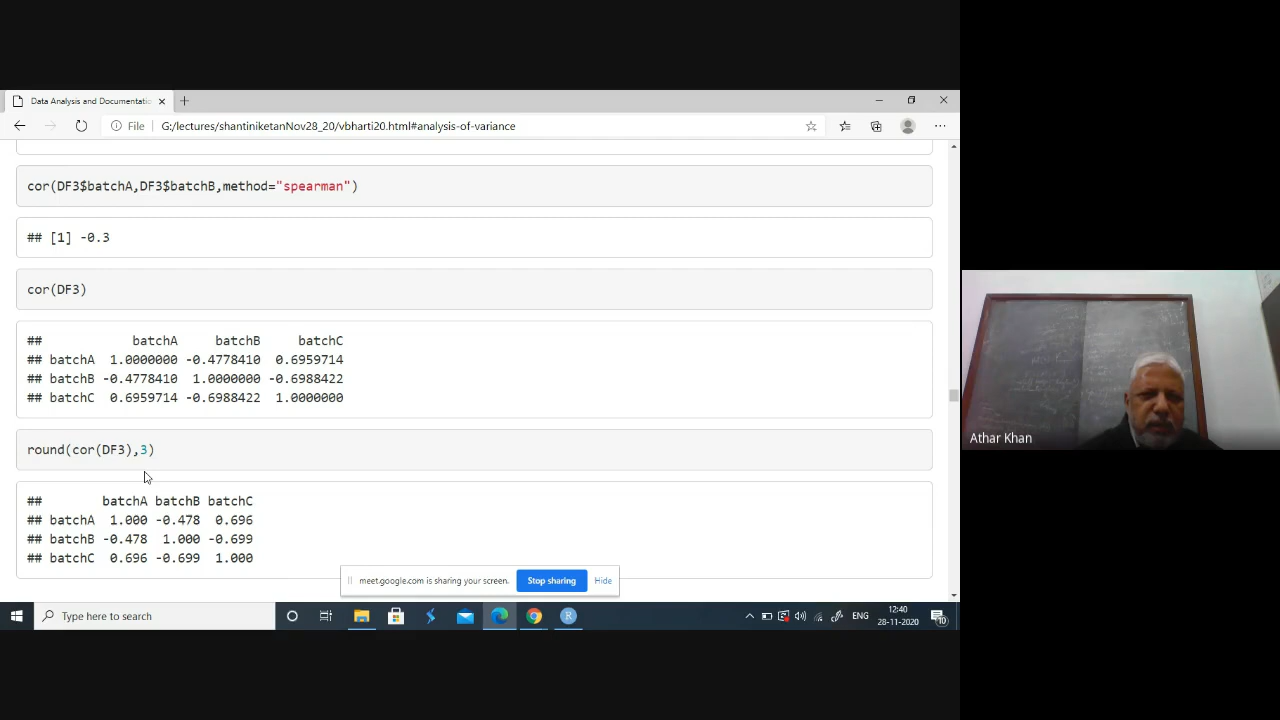 Data Analysis and Documentatio
File G:/lectures/shantiniketanNov28_20/vbharti20.html#analysis-of-variance
cor(DF3$batchA,DF3$batchB,method="spearman")
## [1] -0.3
cor(DF3)
## batchA batchB batchC
## batchA 1.0000000 -0.4778410 0.6959714
## batchB -0.4778410 1.0000000 -0.6988422
## batchC 0.6959714 -0.6988422 1.0000000
round(cor(DF3),3)
## batchA batchB batchC
## batchA 1.000 -0.478 0.696
## batchB -0.478 1.000 -0.699
## batchC 0.696 -0.699 1.000
meet.google.com is sharing your screen. Stop sharing Hide
Type here to search
ENG
12:40
28-11-2020
10
Athar Khan